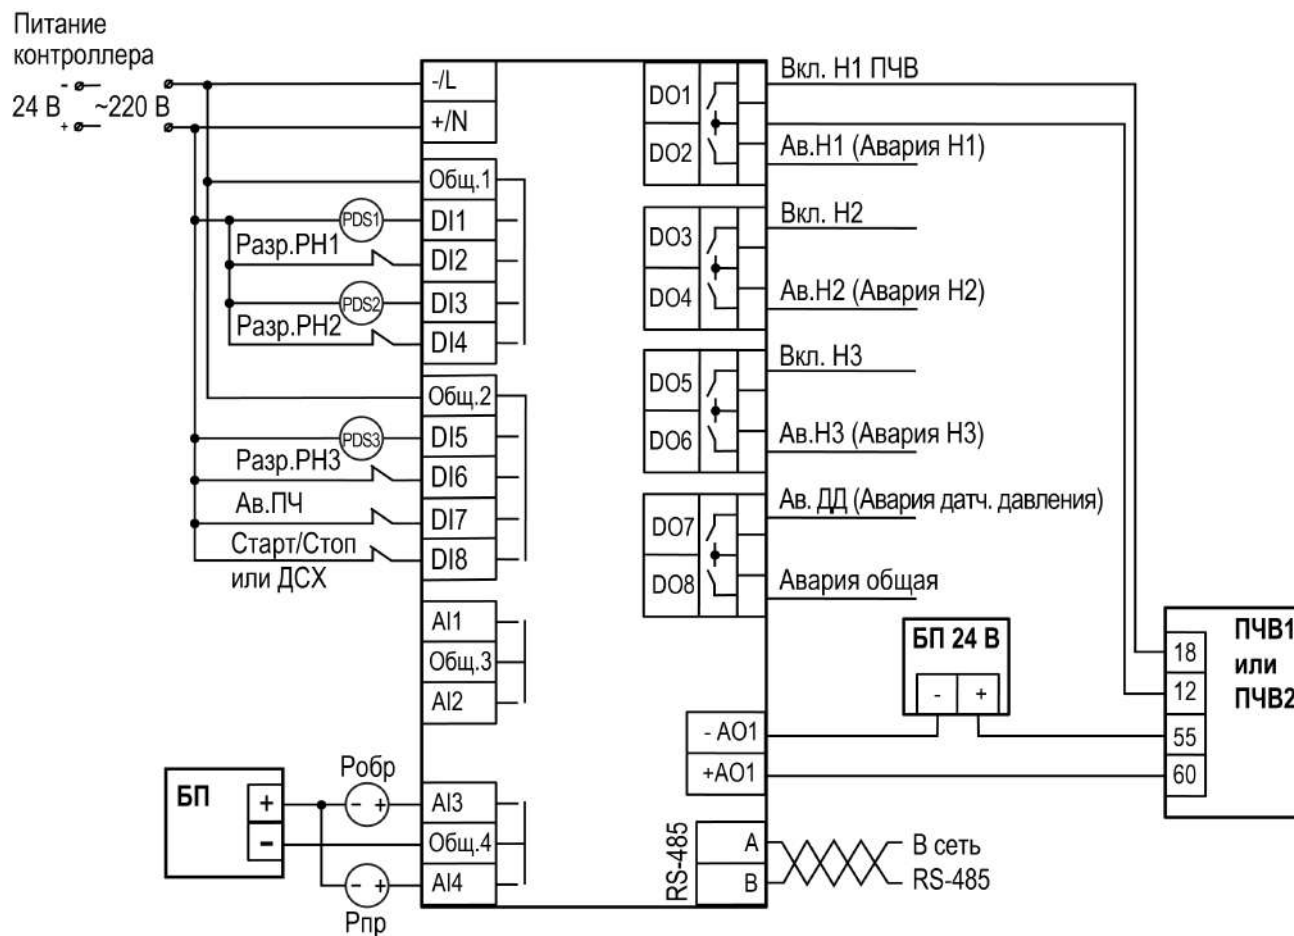 Питание
контроллера
-
24 В
+
~220 В
-/L
+/N
Общ.1
PDS1
DI1
Разр.РН1
DI2
PDS2
DI3
Разр.РН2
DI4
Общ.2
PDS3
DI5
Разр.РН3
DI6
Ав.ПЧ
DI7
Старт/Стоп
или ДСХ
DI8
AI1
Общ.3
AI2
БП
+
-
Робр
- +
AI3
Общ.4
AI4
- +
Рпр
DO1
Вкл. Н1 ПЧВ
DO2
Ав.Н1 (Авария Н1)
DO3
Вкл. Н2
DO4
Ав.Н2 (Авария Н2)
DO5
Вкл. Н3
DO6
Ав.Н3 (Авария Н3)
DO7
Ав. ДД (Авария датч. давления)
DO8
Авария общая
БП 24 В
- +
- AO1
+AO1
18
12
55
60
ПЧВ1
или
ПЧВ2
RS-485
A
B
В сеть
RS-485